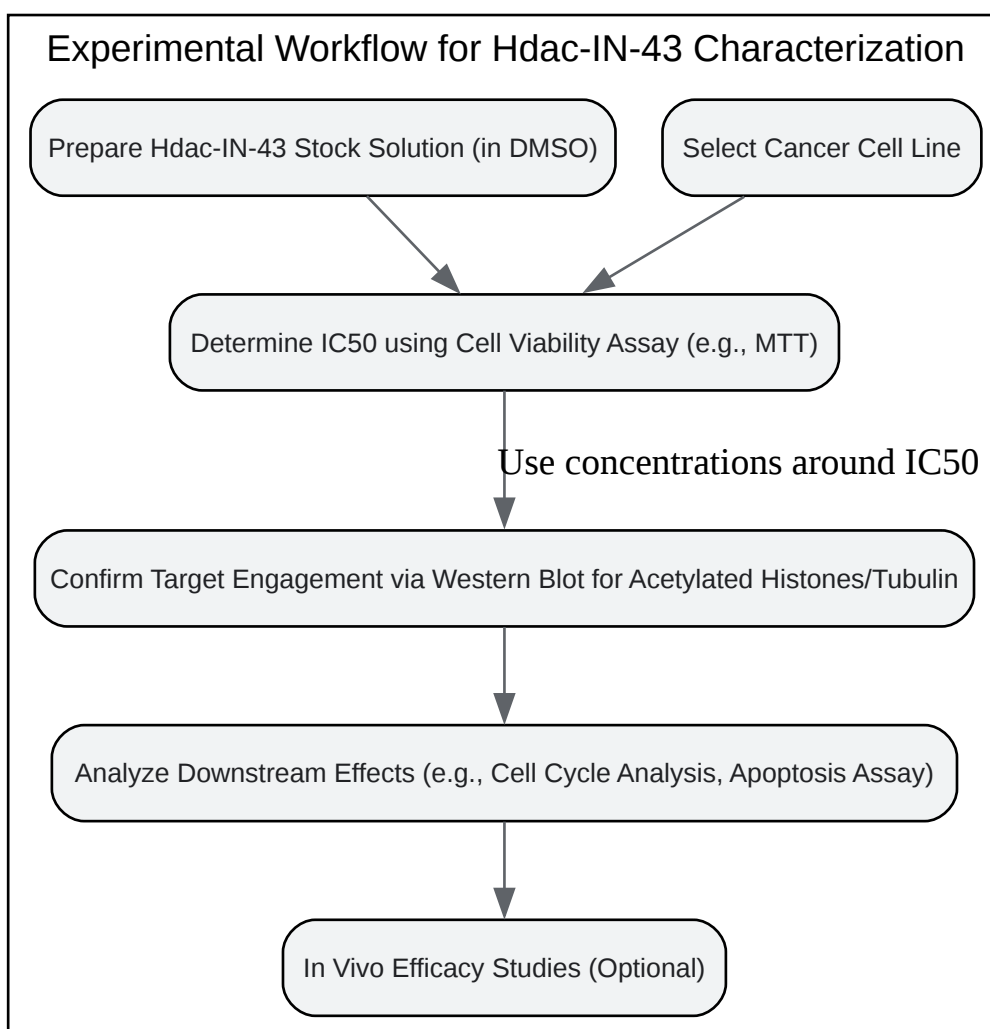 Experimental Workflow for Hdac-IN-43 Characterization
Prepare Hdac-IN-43 Stock Solution (in DMSO)
Select Cancer Cell Line
Determine IC50 using Cell Viability Assay (e.g., MTT)
Use concentrations around IC50
Confirm Target Engagement via Western Blot for Acetylated Histones/Tubulin
Analyze Downstream Effects (e.g., Cell Cycle Analysis, Apoptosis Assay)
In Vivo Efficacy Studies (Optional)